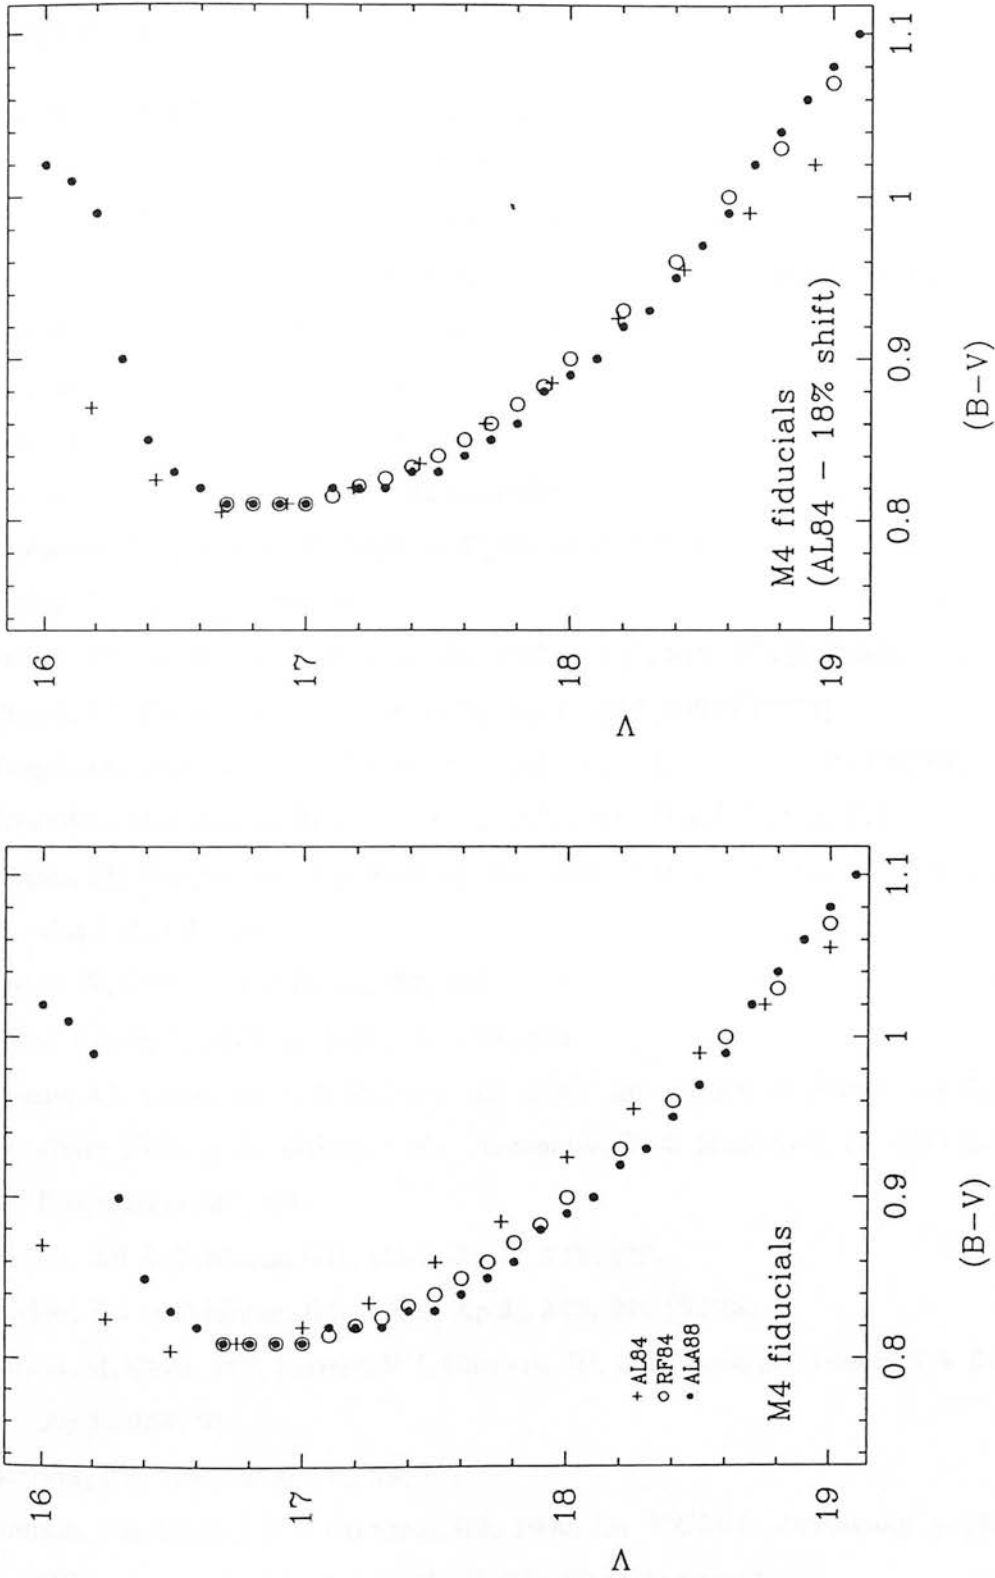 16
17
18
19
V
0.8
0.9
1
1.1
(B−V)
M4 fiducials
+ AL84
○ RF84
• ALA88
16
17
18
19
V
0.8
0.9
1
1.1
(B−V)
M4 fiducials
(AL84 − 18% shift)